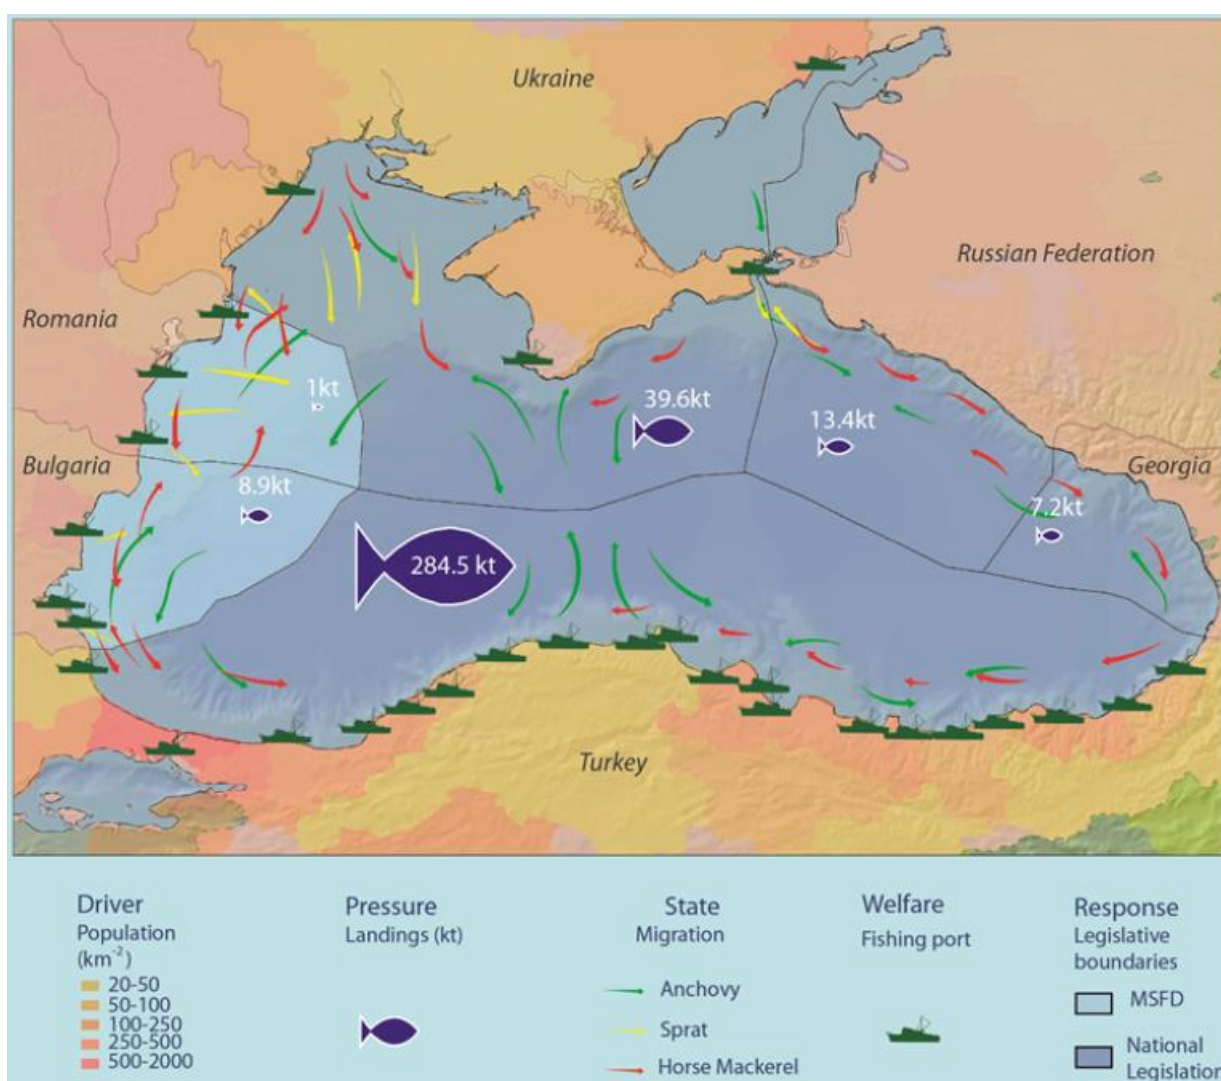 Ukraine
Russian Federation
Romania
1kt
39.6kt
13.4kt
Bulgaria
Georgia
8.9kt
7.2kt
284.5 kt
Turkey
Driver
Population
(km-2)
20-50
50-100
100-250
250-500
500-2000
Pressure
Landings (kt)
State
Migration
Anchovy
Sprat
Horse Mackerel
Welfare
Fishing port
Response
Legislative
boundaries
MSFD
National
Legislation